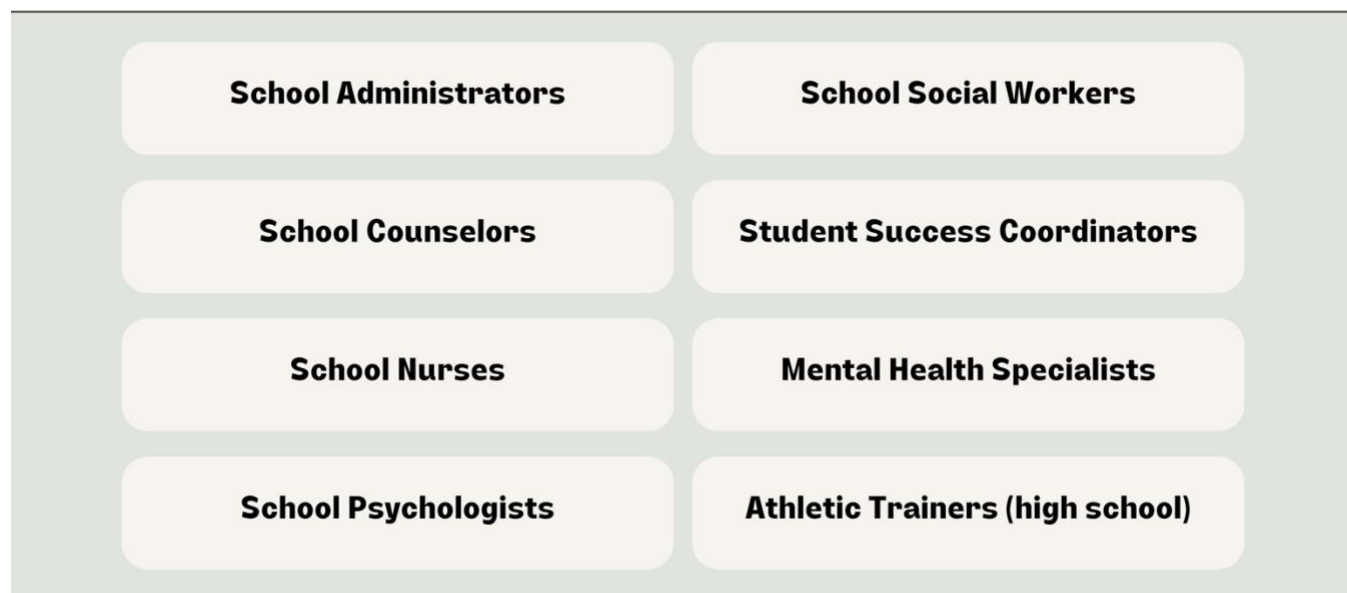 School Administrators
School Social Workers
School Counselors
Student Success Coordinators
School Nurses
Mental Health Specialists
School Psychologists
Athletic Trainers (high school)